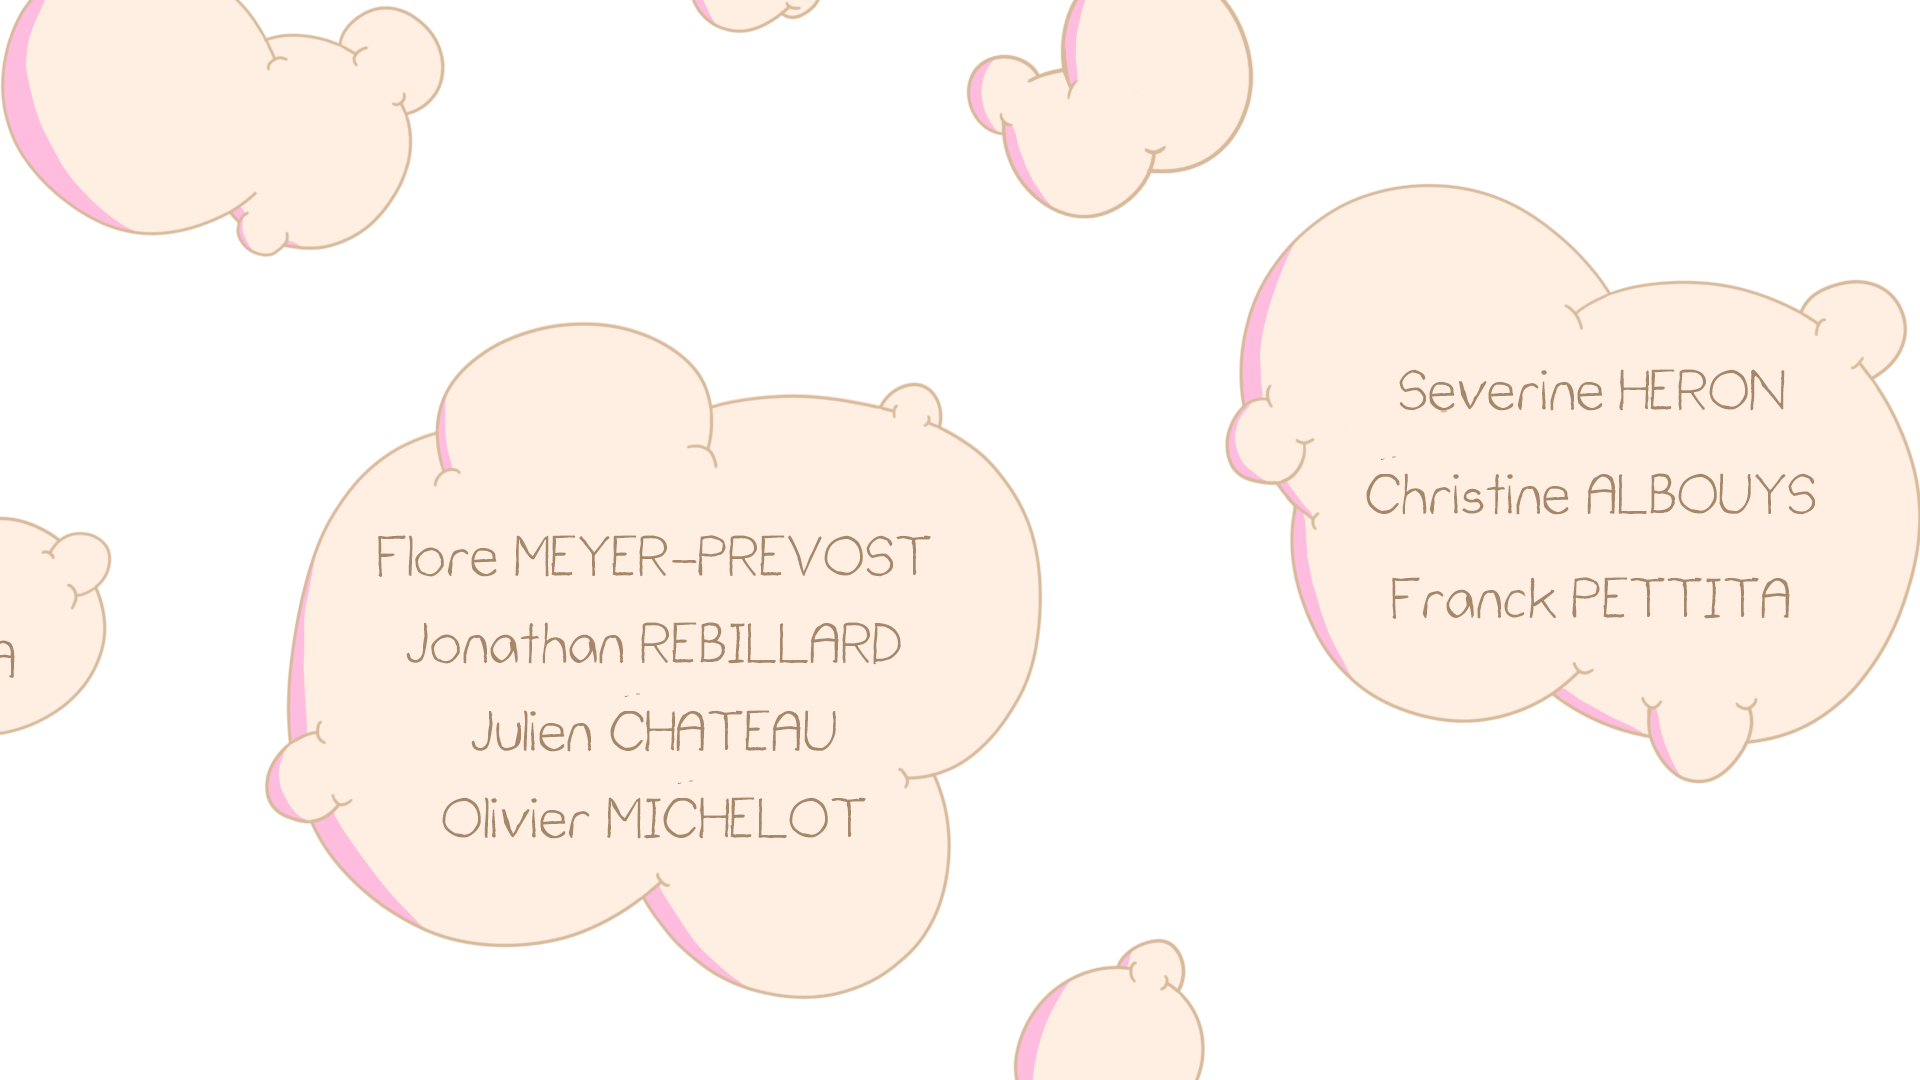 Flore MEYER-PREVOST
Jonathan REBILLARD
Julien CHATEAU
Olivier MICHELOT
Severine HERON
Christine ALBOUYS
Franck PETTITA